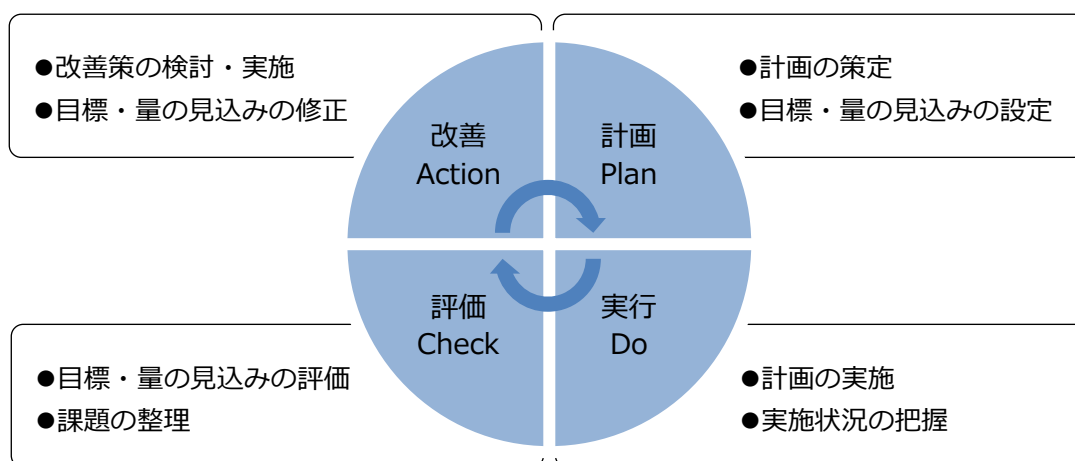 ●改善策の検討・実施
●目標・量の見込みの修正
改善
Action
●計画の策定
●目標・量の見込みの設定
計画
Plan
●目標・量の見込みの評価
●課題の整理
評価
Check
●計画の実施
●実施状況の把握
実行
Do